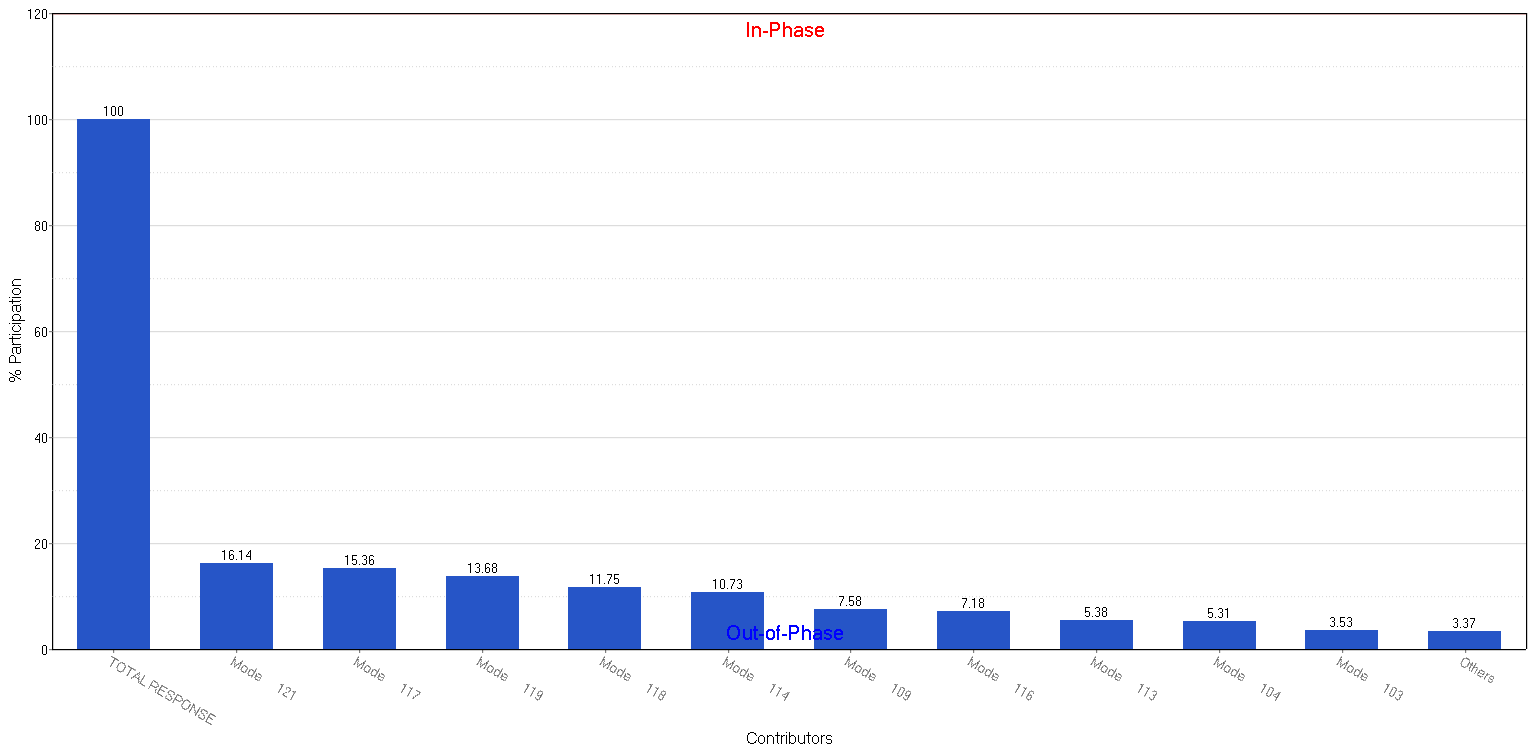 In-Phase
120
100
80
60
40
20
0
% Participation
100
16.14
15.36
13.68
11.75
10.73
7.58
7.18
5.38
5.31
3.53
3.37
Out-of-Phase
TOTAL RESPONSE
Mode 121
Mode 117
Mode 119
Mode 118
Mode 114
Mode 109
Mode 116
Mode 113
Mode 104
Mode 103
Others
Contributors